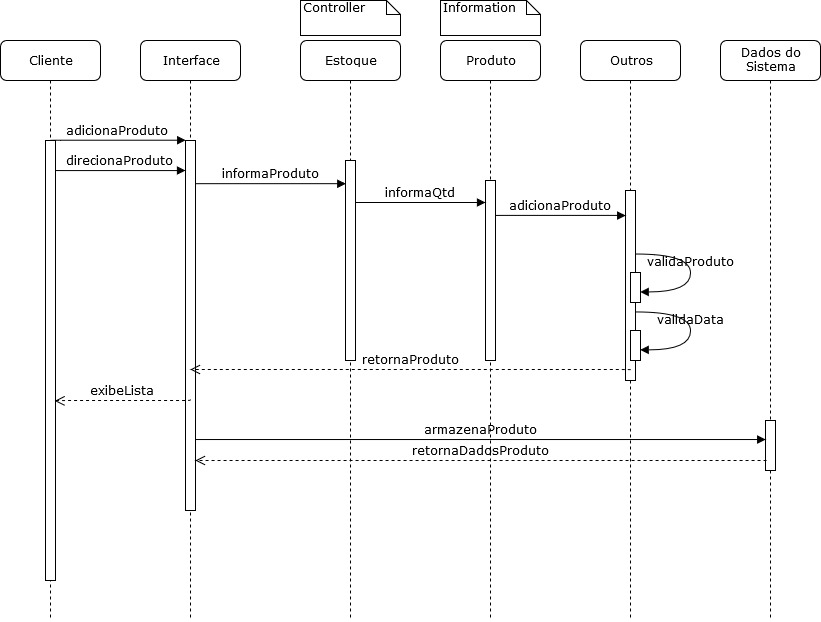 Controller
Information
Cliente
Interface
Estoque
Produto
Outros
Dados do
Sistema
adicionaProduto
direcionaProduto
informaProduto
informaQtd
adicionaProduto
validaProduto
validaData
retornaProduto
exibeLista
armazenaProduto
retornaDadosProduto